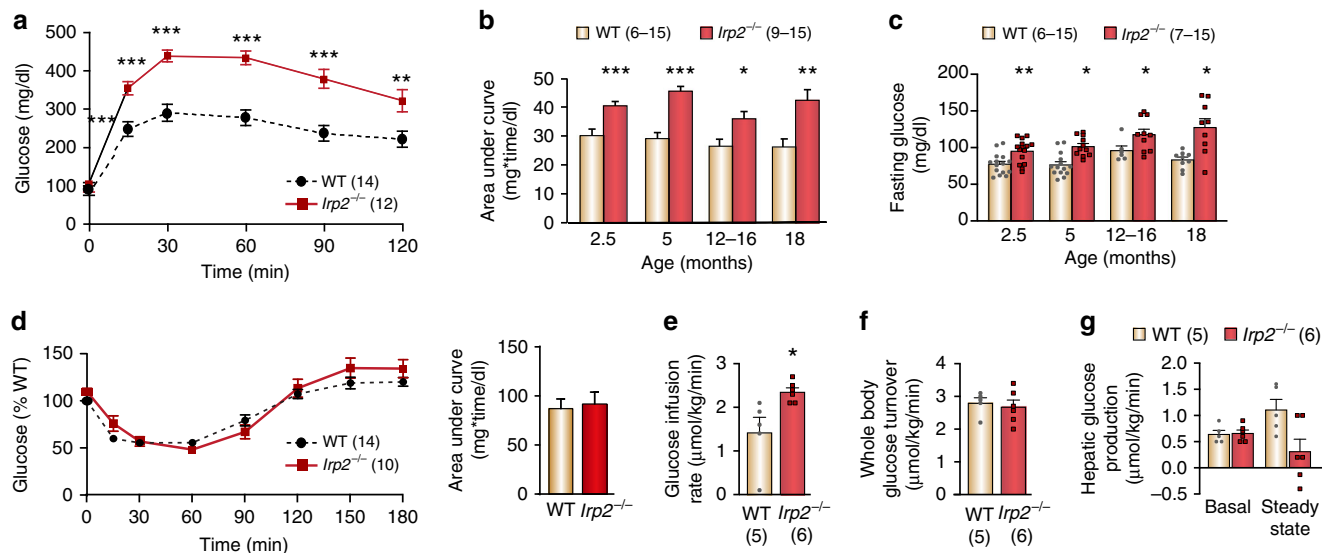 a
Glucose (mg/dl)
500
400
300
200
100
0
***
***
***
***
***
**
WT (14)
Irp2−/− (12)
0 30 60 90 120
Time (min)
b
WT (6–15) Irp2−/− (9–15)
Area under curve
(mg*time/dl)
50
40
30
20
10
0
*** *** * **
2.5 5 12–16 18
Age (months)
c
WT (6–15) Irp2−/− (7–15)
Fasting glucose
(mg/dl)
200
150
100
50
0
** * * *
2.5 5 12–16 18
Age (months)
d
Glucose (% WT)
150
100
50
0
WT (14)
Irp2−/− (10)
0 30 60 90 120 150 180
Time (min)
Area under curve
(mg*time/dl)
150
100
50
0
WT Irp2−/−
e
Glucose infusion
rate (μmol/kg/min)
3
2
1
0
*
WT Irp2−/−
(5) (6)
f
Whole body
glucose turnover
(μmol/kg/min)
4
3
2
1
0
WT Irp2−/−
(5) (6)
g
WT (5) Irp2−/− (6)
Hepatic glucose
production
(μmol/kg/min)
2.0
1.5
1.0
0.5
0.0
–0.5
Basal Steady
state